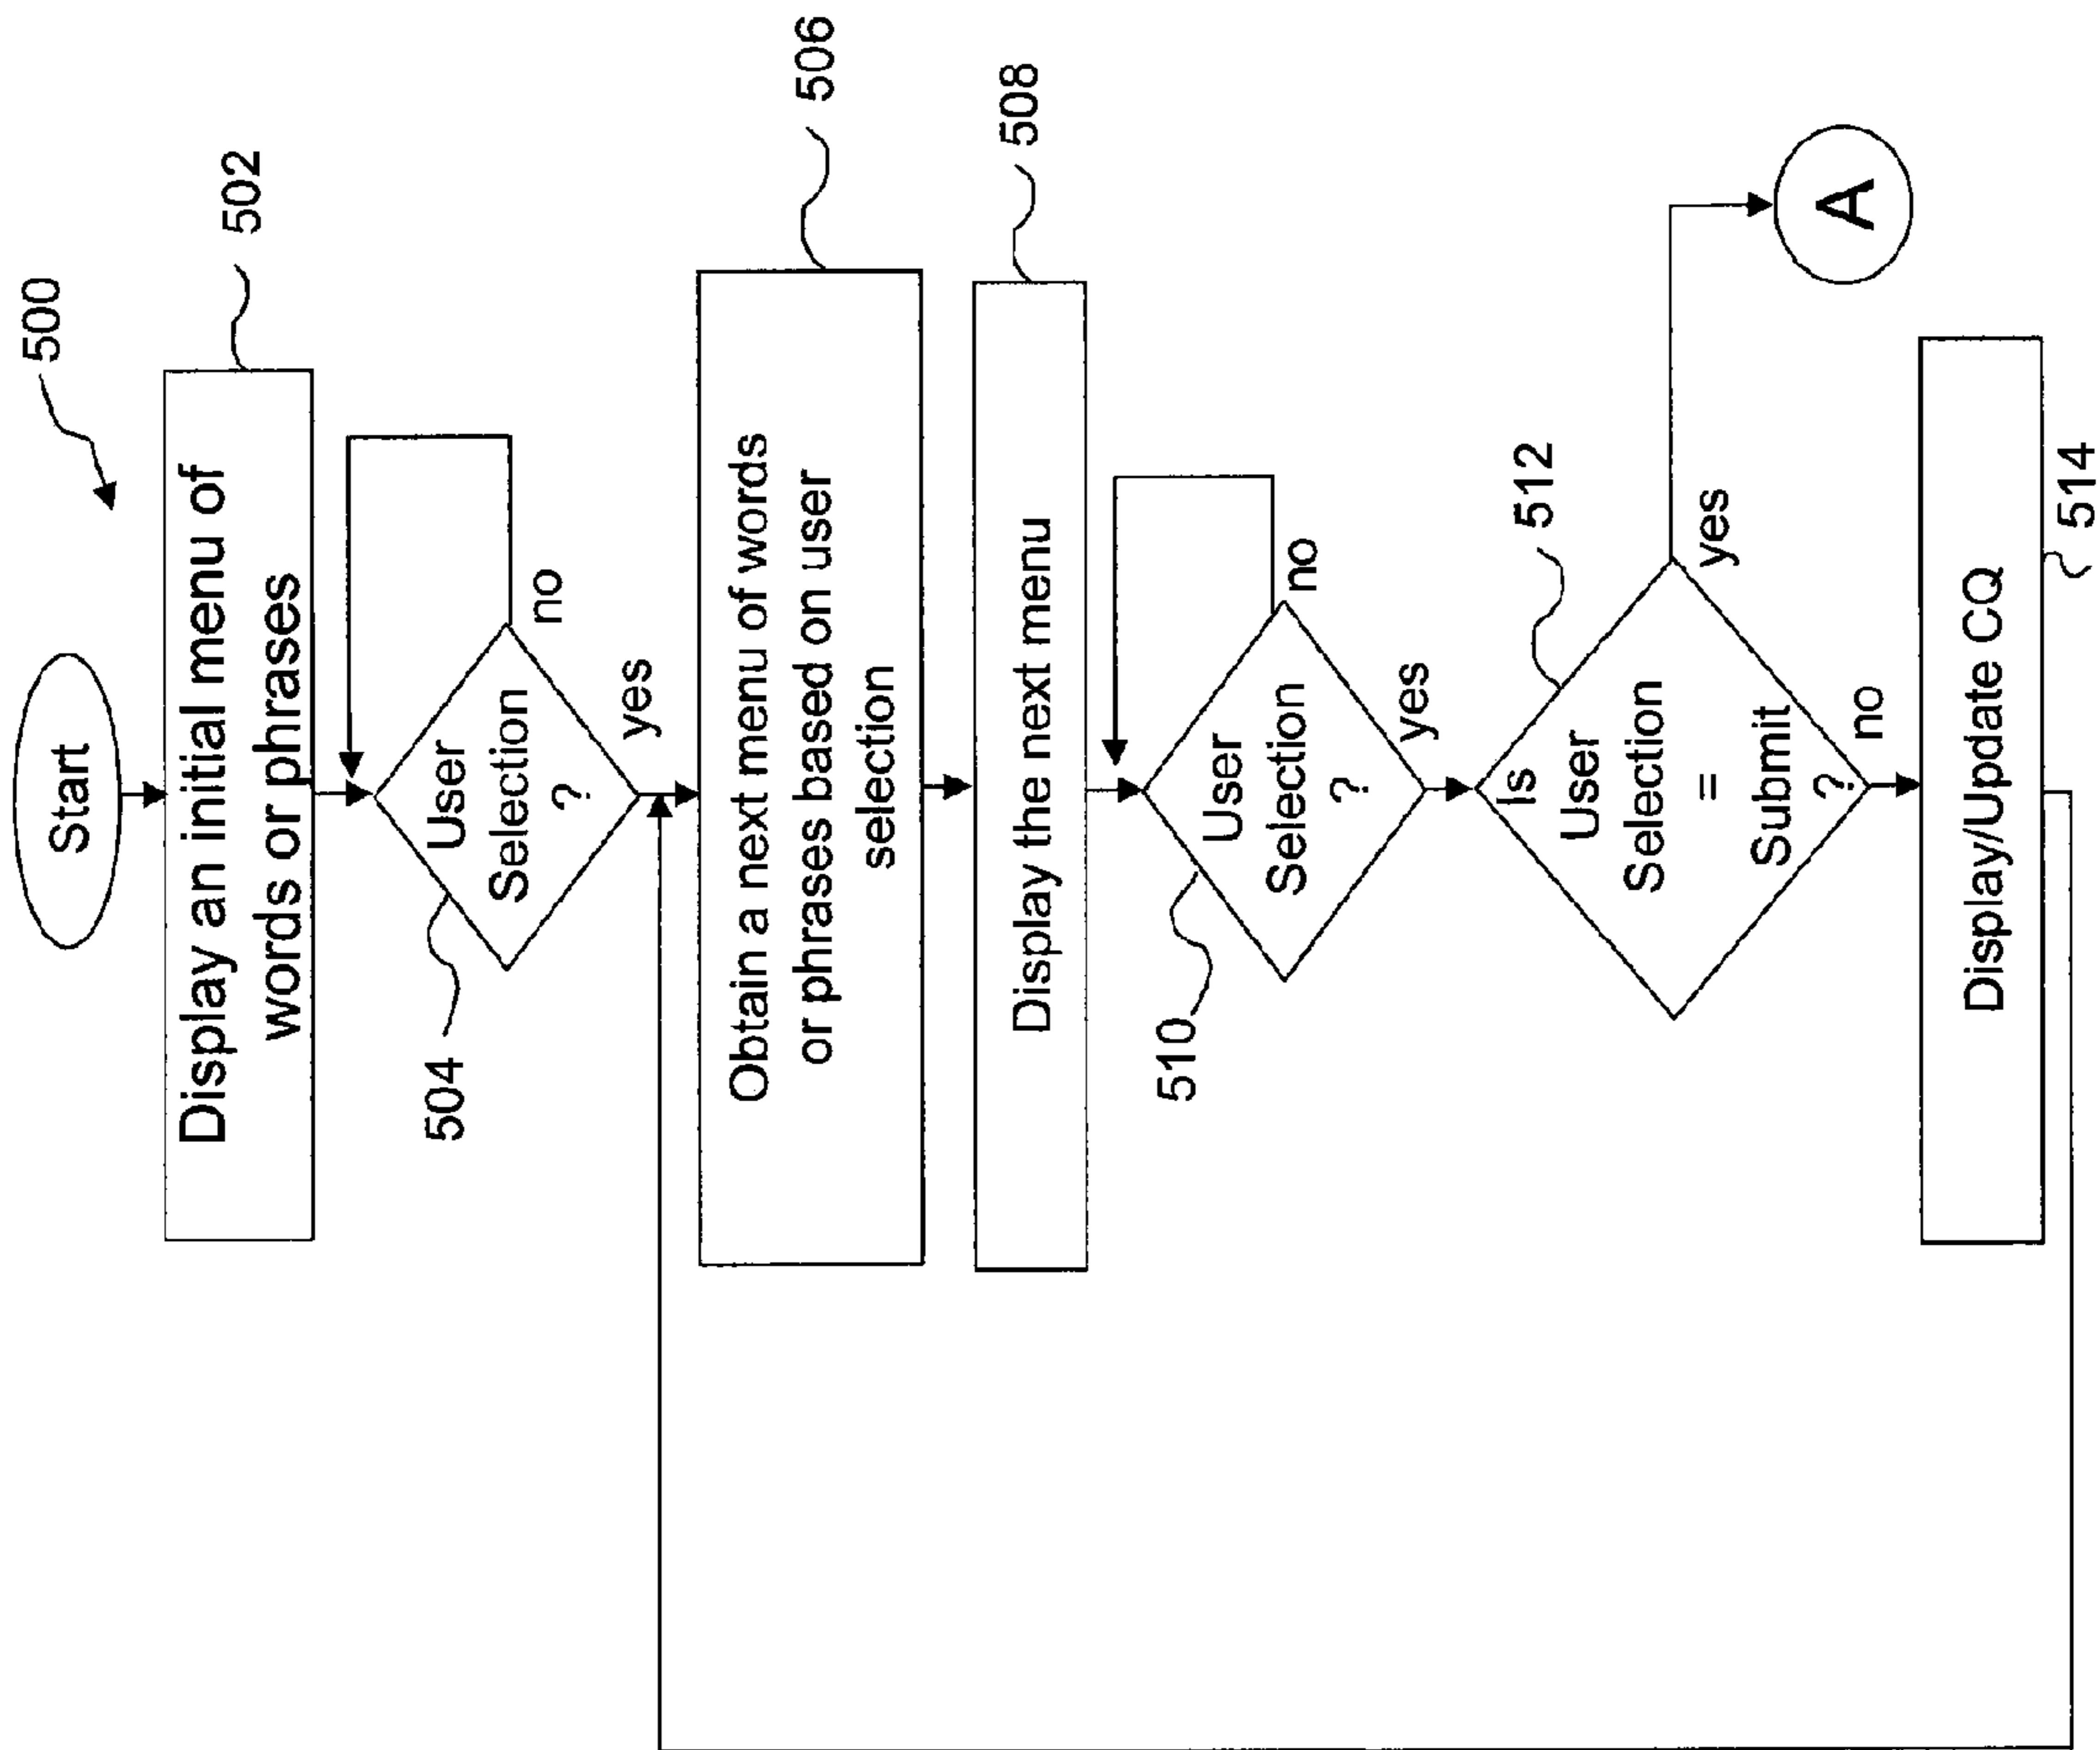 500
Start
Display an initial menu of
words or phrases
502
User
Selection
?
504
no
yes
Obtain a next menu of words
or phrases based on user
selection
506
Display the next menu
508
User
Selection
?
510
no
yes
Is
User
Selection
=
Submit
?
512
yes
no
A
Display/Update CQ
514